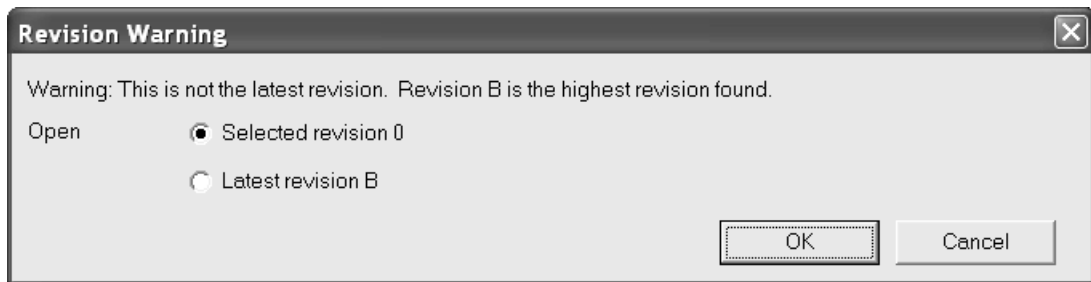 Revision Warning
Warning: This is not the latest revision. Revision B is the highest revision found.
Open Selected revision 0
Latest revision B
OK Cancel